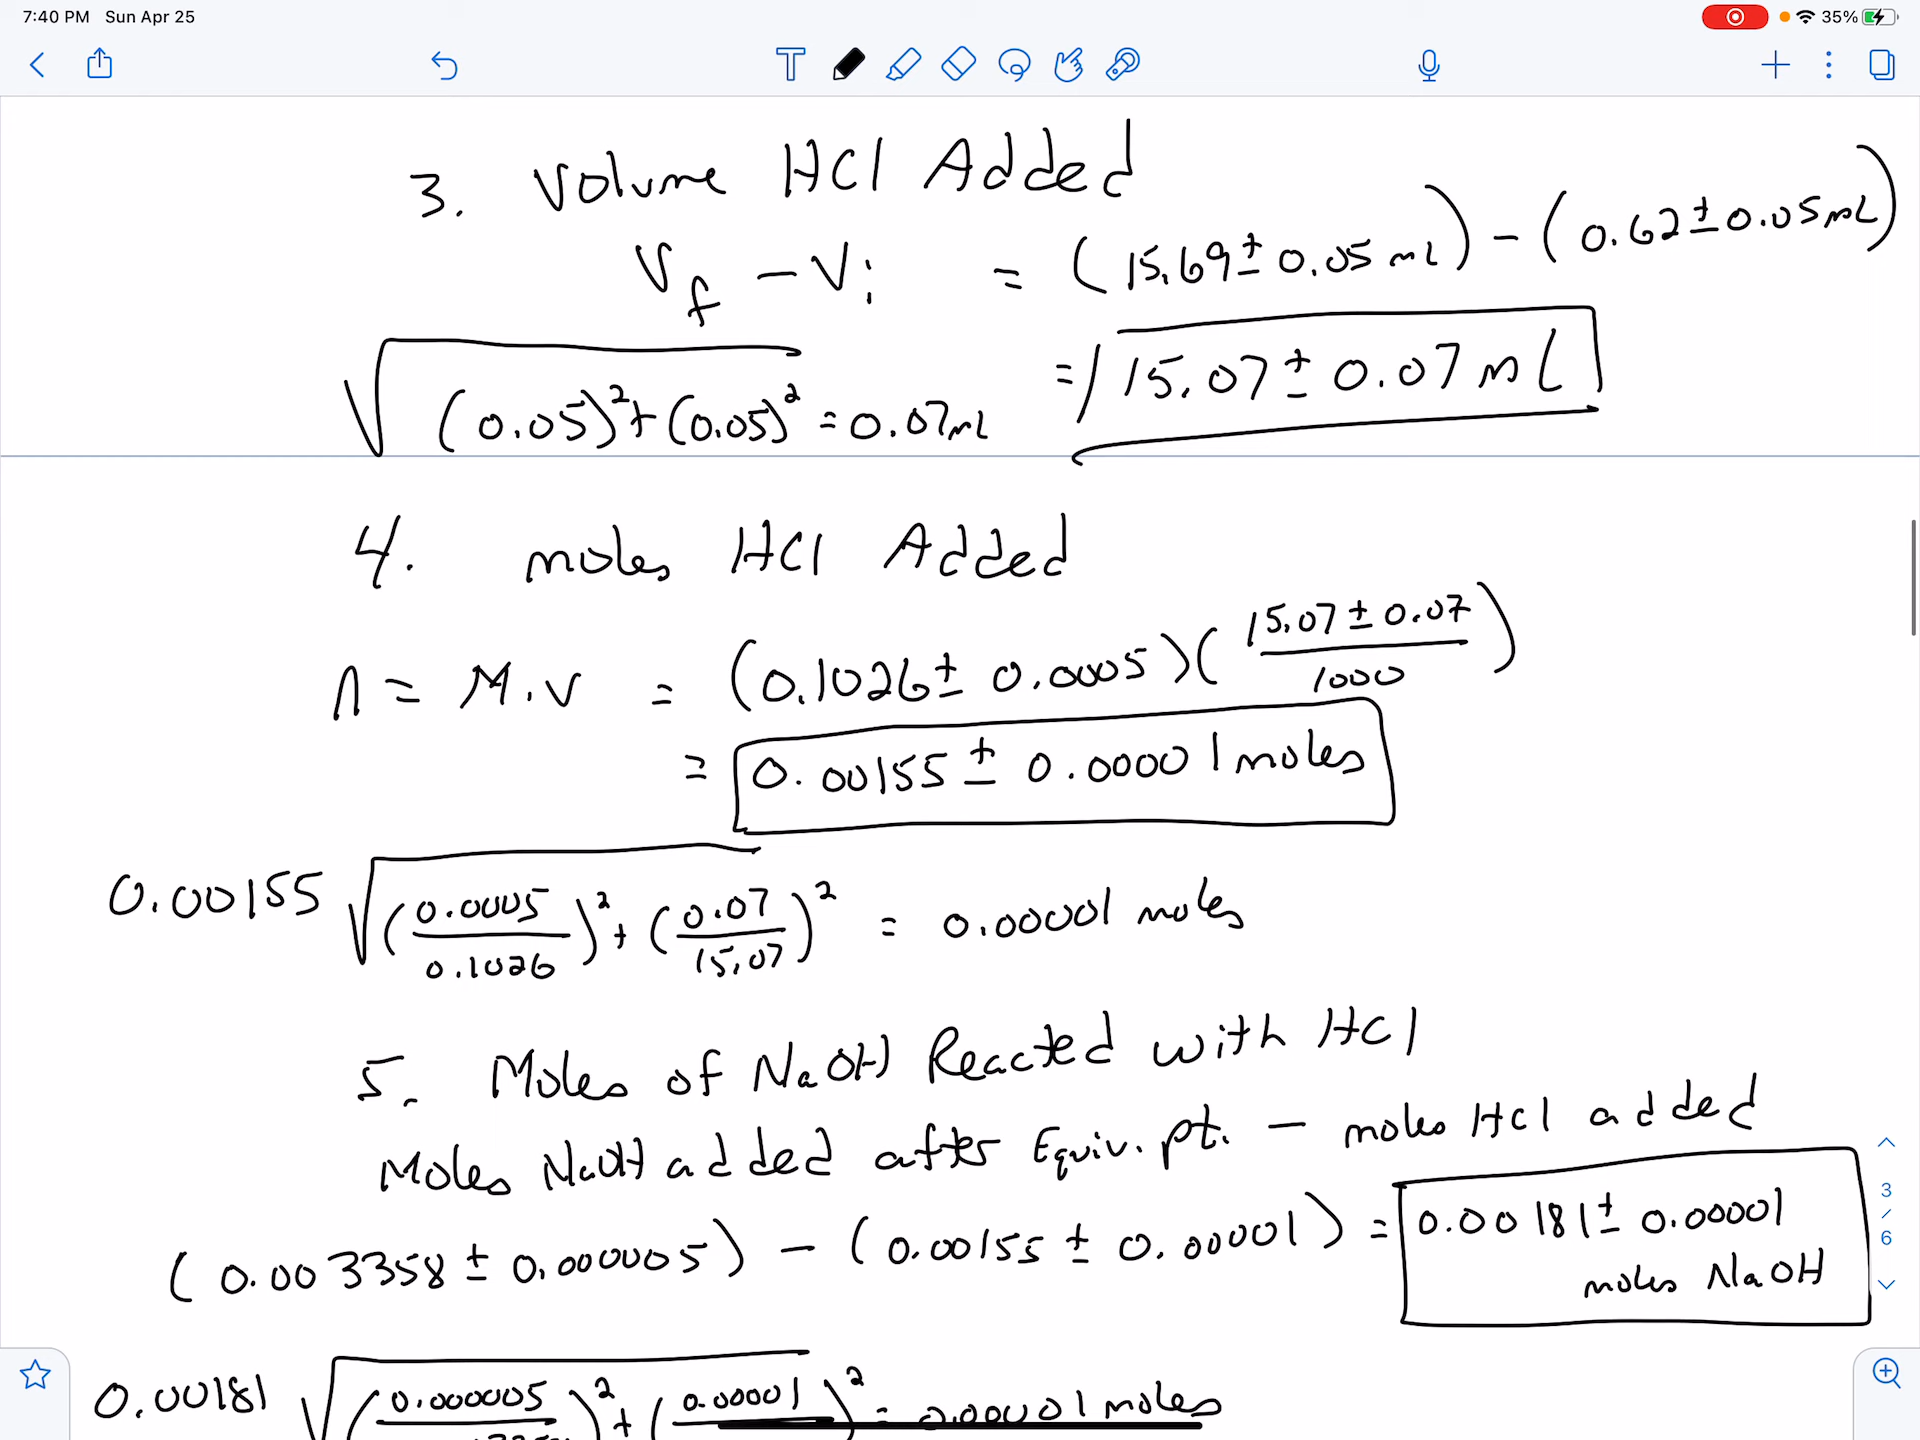 7:40 PM Sun Apr 25
35%
T
3. Volume HCl Added
Vf - Vi = (15.69 ± 0.05 mL) - (0.62 ± 0.05 mL)
= 15.07 ± 0.07 mL
√(0.05)² + (0.05)² = 0.07 mL
4. moles HCl Added
n = M.V = (0.1026 ± 0.0005)(15.07 ± 0.07 / 1000)
= 0.00155 ± 0.00001 moles
0.00155 √(0.0005 / 0.1026)² + (0.07 / 15.07)² = 0.00001 moles
5. Moles of NaOH Reacted with HCl
Moles NaOH added after Equiv. pt. - moles HCl added
(0.003358 ± 0.000005) - (0.00155 ± 0.00001) = 0.00181 ± 0.00001
moles NaOH
3 / 6
0.00181 √(0.000005 )² + (0.00001 )² = 0.00001 moles